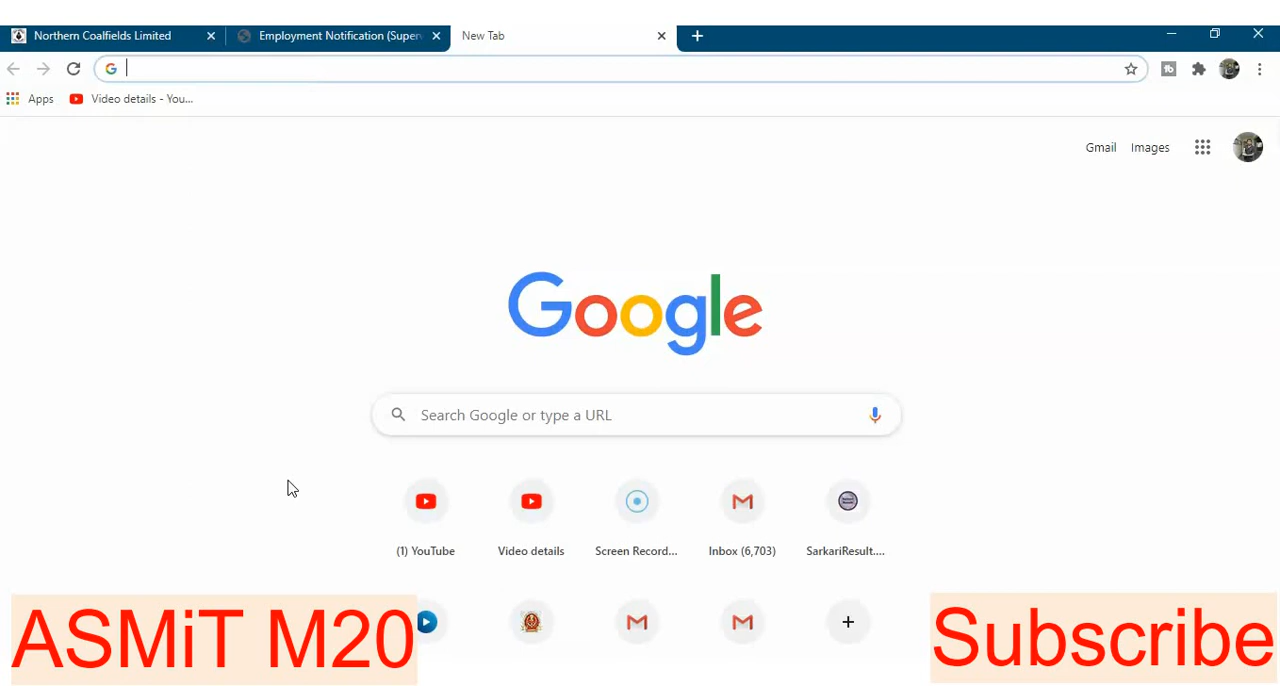 Northern Coalfields Limited
Employment Notification (Super
New Tab
Apps
Video details - You...
Gmail
Images
Google
Search Google or type a URL
(1) YouTube
Video details
Screen Record...
Inbox (6,703)
SarkariResult....
ASMiT M20
Subscribe